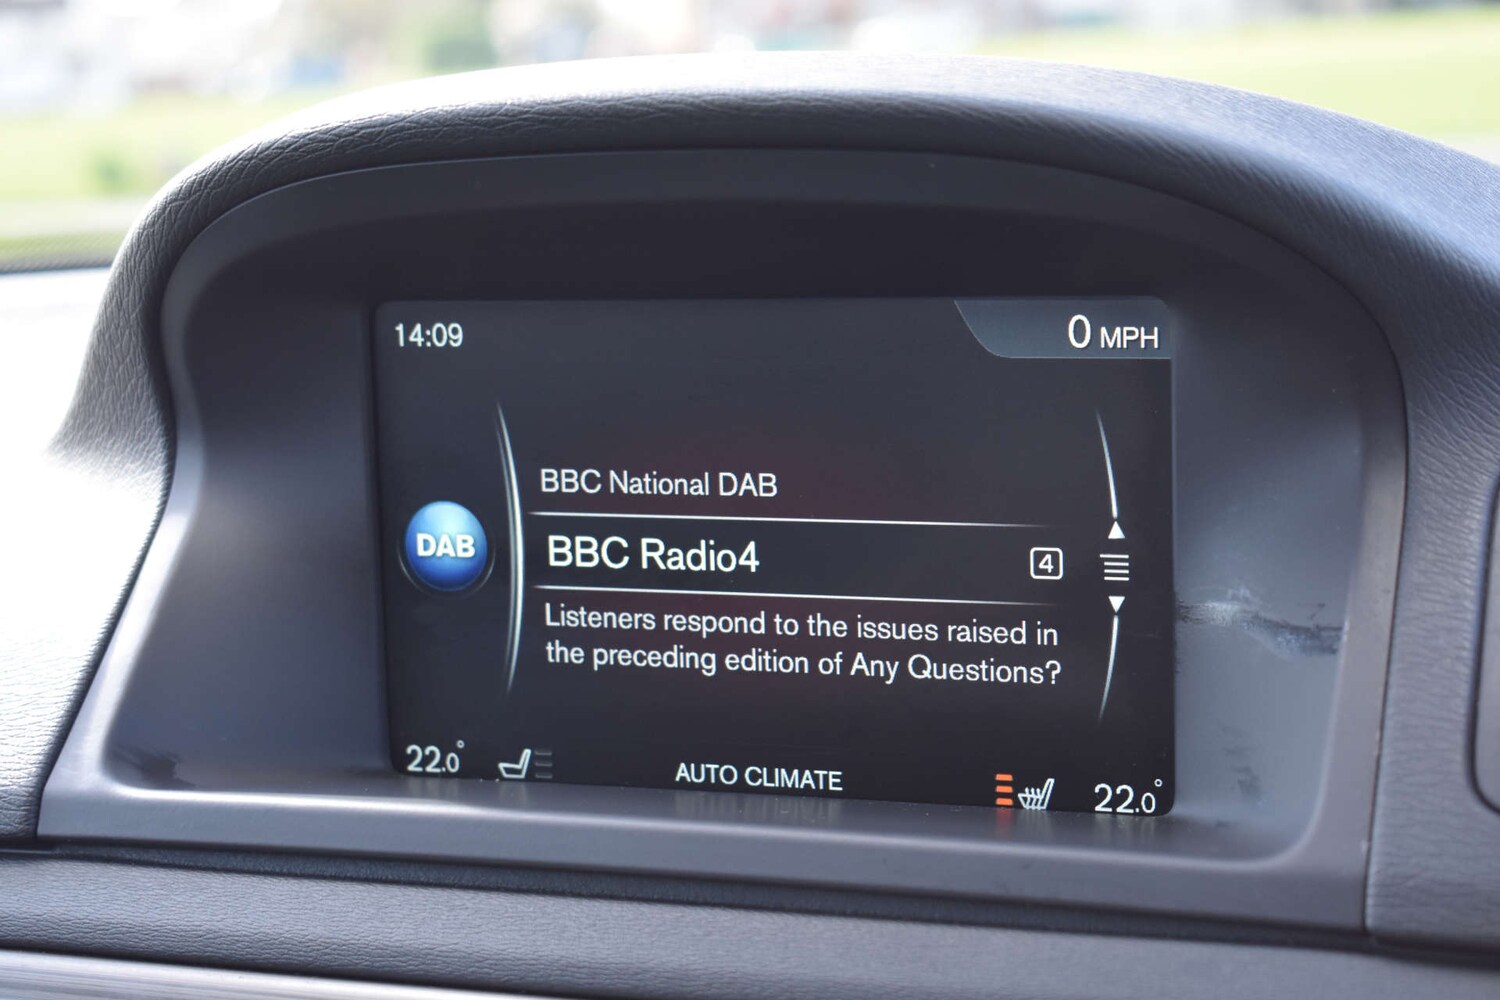 14:09
0 MPH
BBC National DAB
DAB
BBC Radio4
4
Listeners respond to the issues raised in
the preceding edition of Any Questions?
22.0°
AUTO CLIMATE
22.0°